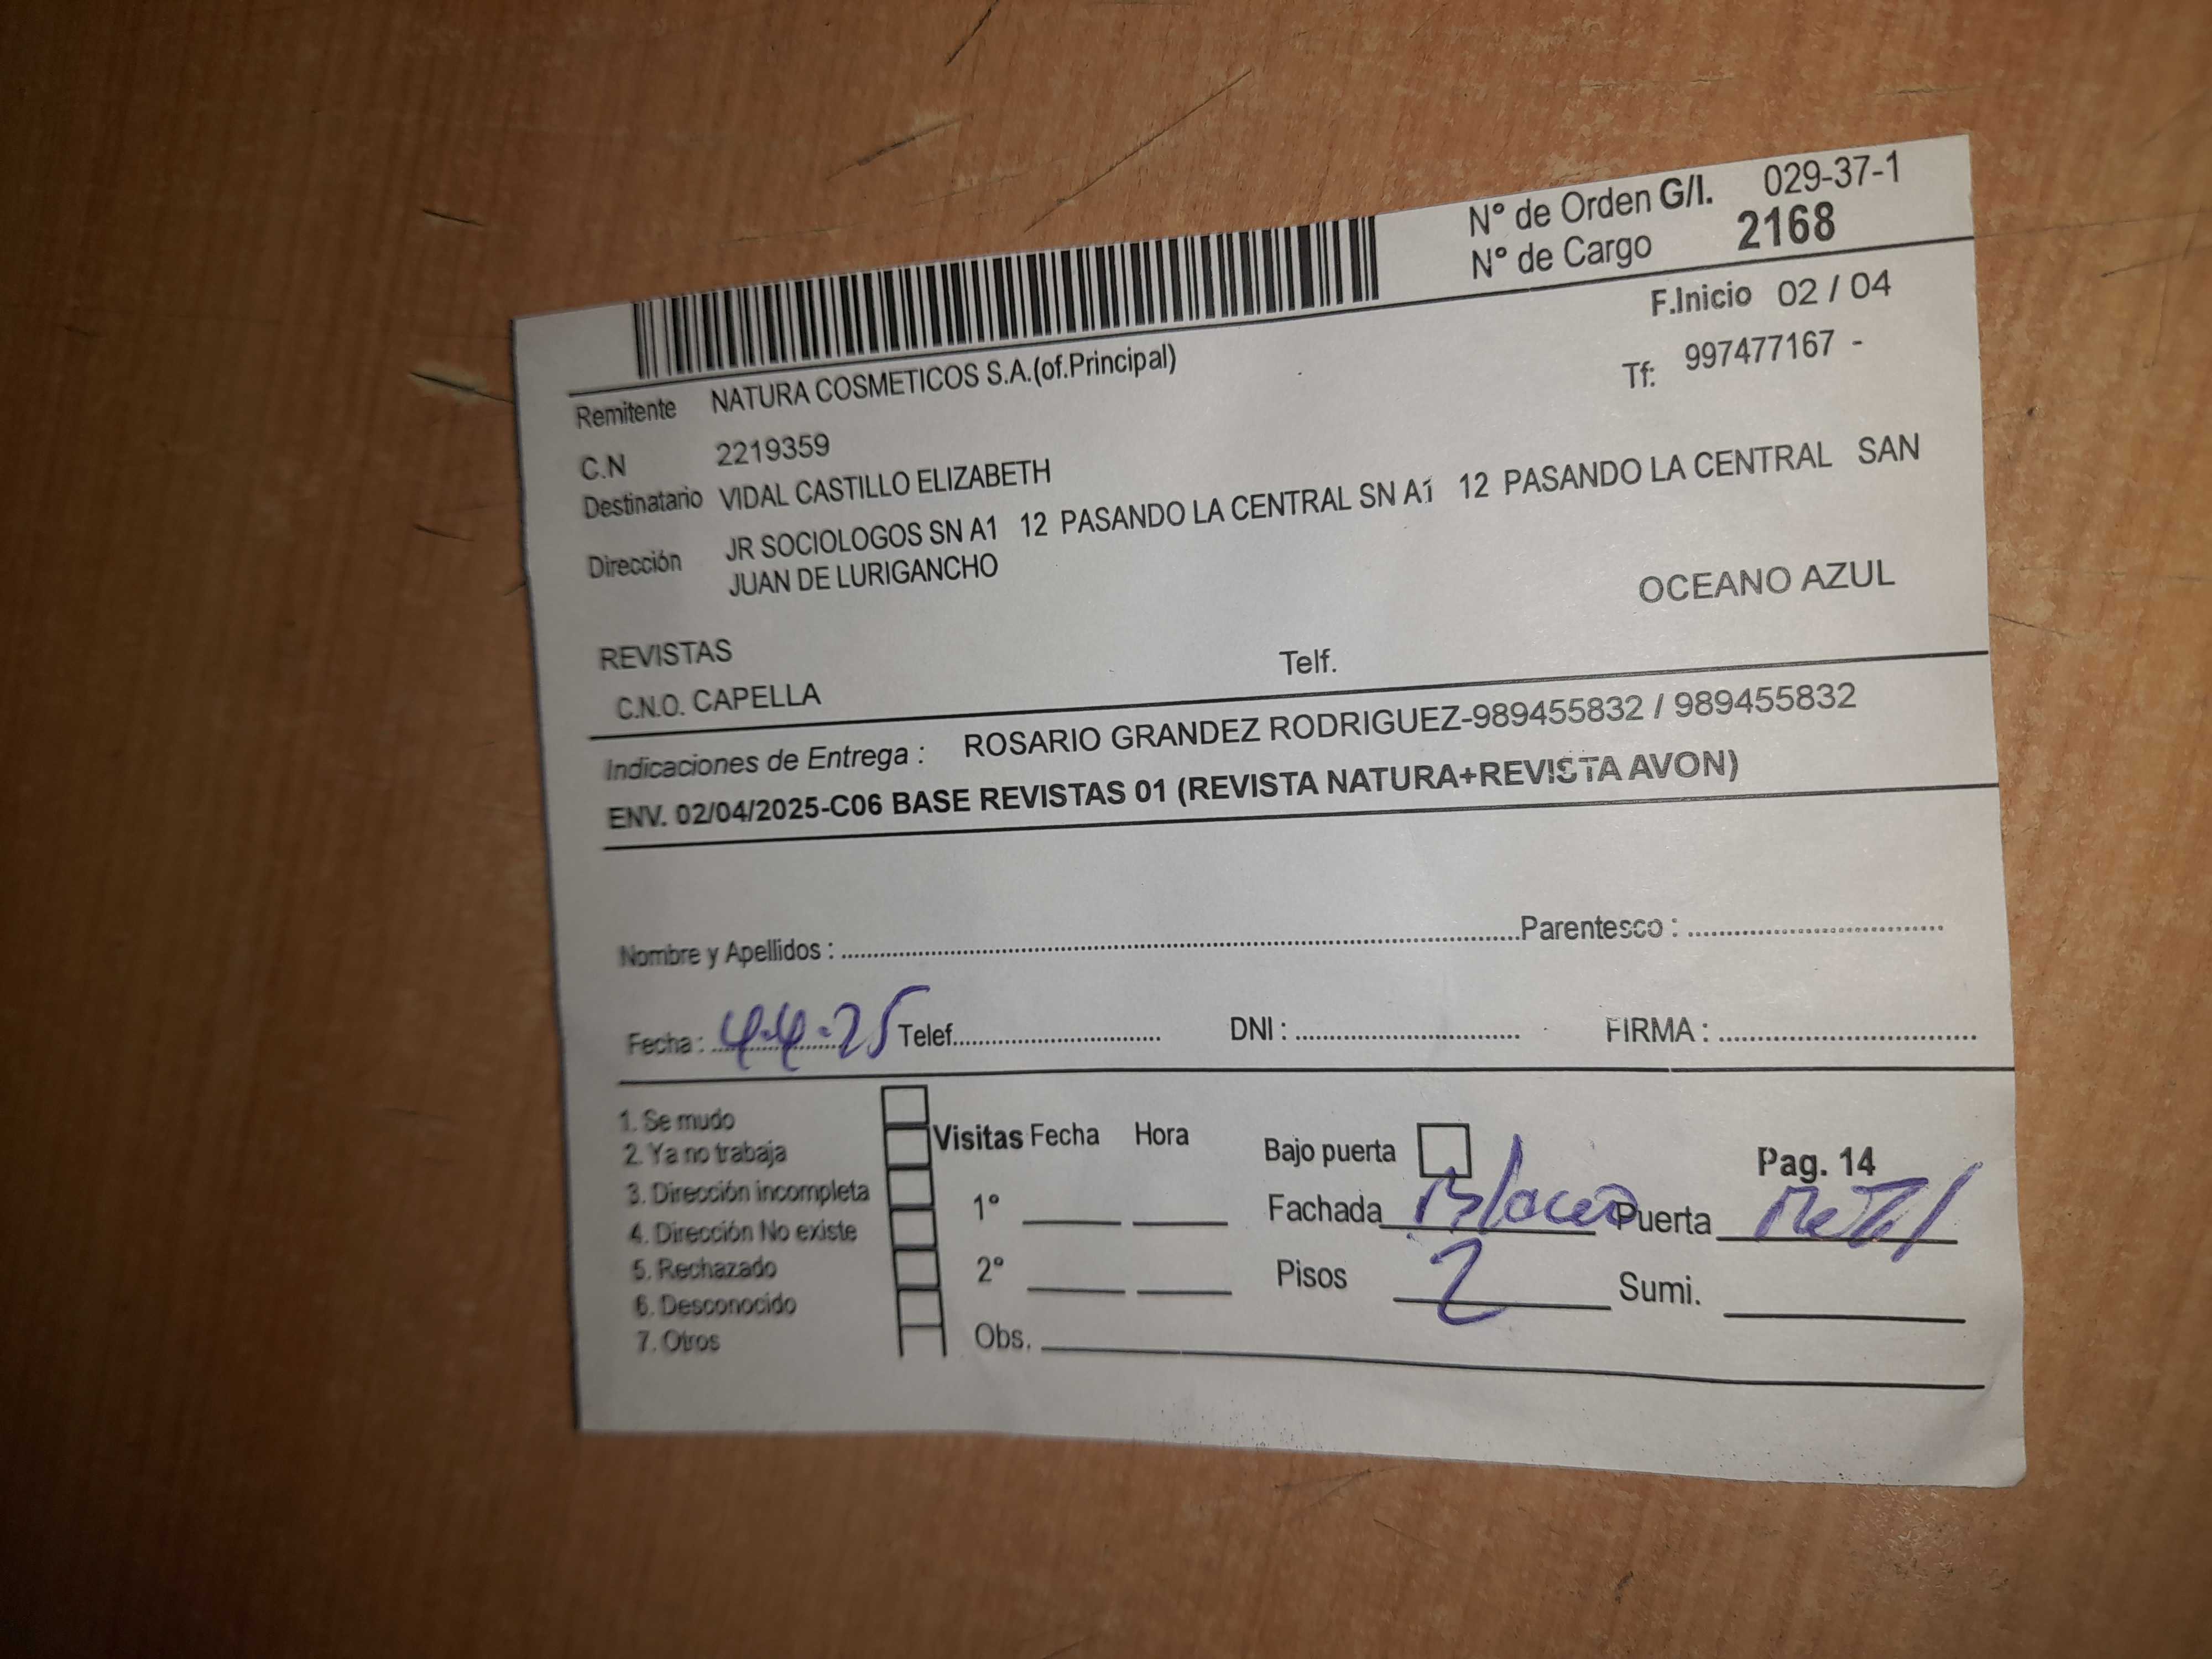 N° de Orden G/I. 029-37-1
N° de Cargo 2168
F.Inicio 02 / 04
Remitente NATURA COSMETICOS S.A.(of.Principal)
Tf: 997477167 -
C.N 2219359
Destinatario VIDAL CASTILLO ELIZABETH
Dirección JR SOCIOLOGOS SN A1 12 PASANDO LA CENTRAL SN A1 12 PASANDO LA CENTRAL SAN
JUAN DE LURIGANCHO
OCEANO AZUL
REVISTAS
C.N.O. CAPELLA Telf.
Indicaciones de Entrega : ROSARIO GRANDEZ RODRIGUEZ-989455832 / 989455832
ENV. 02/04/2025-C06 BASE REVISTAS 01 (REVISTA NATURA+REVISTA AVON)
Nombre y Apellidos : Parentesco :
Fecha : 4-4-25 Telef. DNI : FIRMA :
1. Se mudo
2. Ya no trabaja
3. Dirección incompleta
4. Dirección No existe
5. Rechazado
6. Desconocido
7. Otros
Visitas Fecha Hora
1°
2°
Obs.
Bajo puerta Pag. 14
Fachada Blanco Puerta Metal
Pisos 2 Sumi.